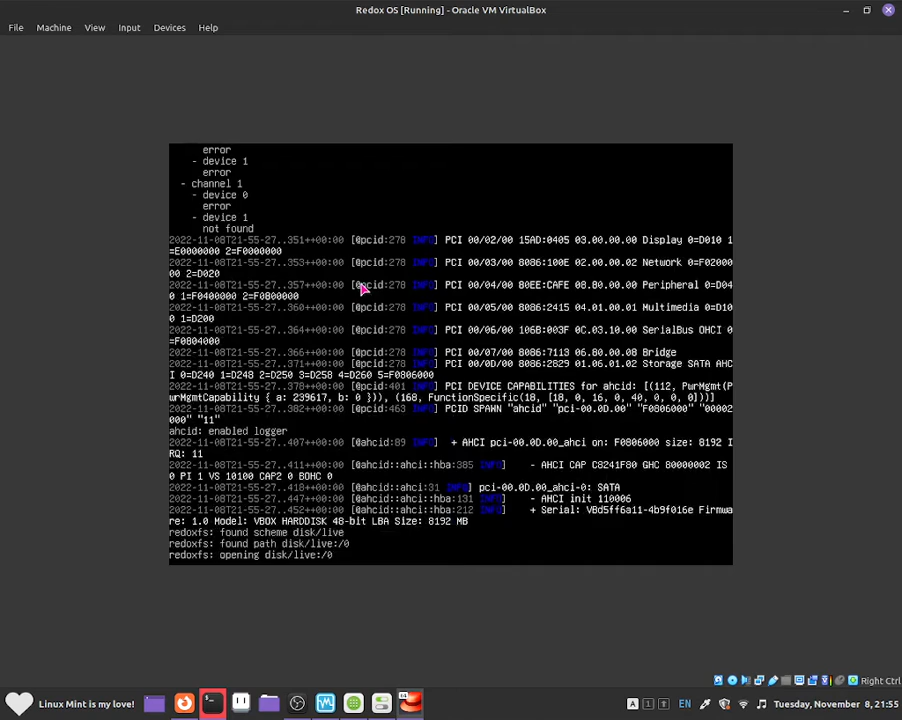 Redox OS [Running] - Oracle VM VirtualBox
File Machine View Input Devices Help
error
- device 1
error
- channel 1
- device 0
error
- device 1
not found
2022-11-08T21-55-27..351++00:00 [@pcid:278 INFO] PCI 00/02/00 15AD:0405 03.00.00.00 Display 0=D010 1
=E0000000 2=F0000000
2022-11-08T21-55-27..353++00:00 [@pcid:278 INFO] PCI 00/03/00 8086:100E 02.00.00.02 Network 0=F02000
00 2=D020
2022-11-08T21-55-27..357++00:00 [@pcid:278 INFO] PCI 00/04/00 80EE:CAFE 08.80.00.00 Peripheral 0=D04
0 1=F0400000 2=F0800000
2022-11-08T21-55-27..360++00:00 [@pcid:278 INFO] PCI 00/05/00 8086:2415 04.01.00.01 Multimedia 0=D10
0 1=D200
2022-11-08T21-55-27..364++00:00 [@pcid:278 INFO] PCI 00/06/00 106B:003F 0C.03.10.00 SerialBus OHCI 0
=F0804000
2022-11-08T21-55-27..366++00:00 [@pcid:278 INFO] PCI 00/07/00 8086:7113 06.80.00.08 Bridge
2022-11-08T21-55-27..371++00:00 [@pcid:278 INFO] PCI 00/0D/00 8086:2829 01.06.01.02 Storage SATA AHC
I 0=D240 1=D248 2=D250 3=D258 4=D260 5=F0806000
2022-11-08T21-55-27..378++00:00 [@pcid:401 INFO] PCI DEVICE CAPABILITIES for ahcid: [(112, PwrMgmt(P
wrMgmtCapability { a: 239617, b: 0 })), (168, FunctionSpecific(18, [18, 0, 16, 0, 40, 0, 0, 0]))]
2022-11-08T21-55-27..382++00:00 [@pcid:463 INFO] PCID SPAWN "ahcid" "pci-00.0D.00" "F0806000" "00002
000" "11"
ahcid: enabled logger
2022-11-08T21-55-27..407++00:00 [@ahcid:89 INFO] + AHCI pci-00.0D.00_ahci on: F0806000 size: 8192 I
RQ: 11
2022-11-08T21-55-27..411++00:00 [@ahcid::ahci::hba:385 INFO] - AHCI CAP C8241F80 GHC 80000002 IS
0 PI 1 VS 10100 CAP2 0 BOHC 0
2022-11-08T21-55-27..418++00:00 [@ahcid::ahci:31 INFO] pci-00.0D.00_ahci-0: SATA
2022-11-08T21-55-27..447++00:00 [@ahcid::ahci::hba:131 INFO] - AHCI init 110006
2022-11-08T21-55-27..452++00:00 [@ahcid::ahci::hba:212 INFO] + Serial: VBd5ff6a11-4b9f016e Firmwa
re: 1.0 Model: VBOX HARDDISK 48-bit LBA Size: 8192 MB
redoxfs: found scheme disk/live
redoxfs: found path disk/live:/0
redoxfs: opening disk/live:/0
Right Ctrl
Linux Mint is my love! 64 A 1 EN Tuesday, November 8, 21:55